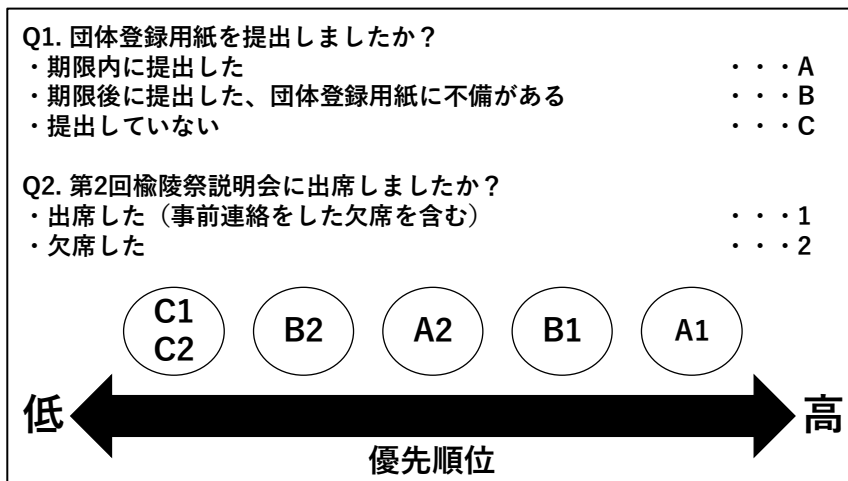 Q1. 団体登録用紙を提出しましたか？
・期限内に提出した ・・・A
・期限後に提出した、団体登録用紙に不備がある ・・・B
・提出していない ・・・C
Q2. 第2回楡陵祭説明会に出席しましたか？
・出席した（事前連絡をした欠席を含む） ・・・1
・欠席した ・・・2
C1
C2
B2
A2
B1
A1
低
高
優先順位